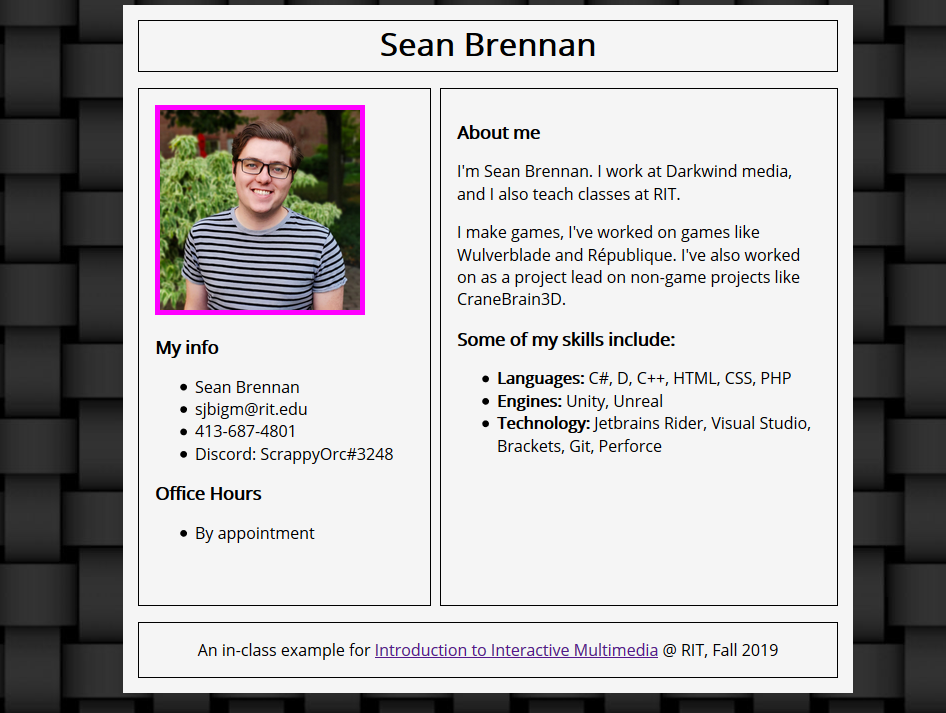 Sean Brennan
My info
Sean Brennan
sjbigm@rit.edu
413-687-4801
Discord: ScrappyOrc#3248
Office Hours
By appointment
About me
I'm Sean Brennan. I work at Darkwind media,
and I also teach classes at RIT.
I make games, I've worked on games like
Wulverblade and République. I've also worked
on as a project lead on non-game projects like
CraneBrain3D.
Some of my skills include:
Languages: C#, D, C++, HTML, CSS, PHP
Engines: Unity, Unreal
Technology: Jetbrains Rider, Visual Studio,
Brackets, Git, Perforce
An in-class example for Introduction to Interactive Multimedia @ RIT, Fall 2019